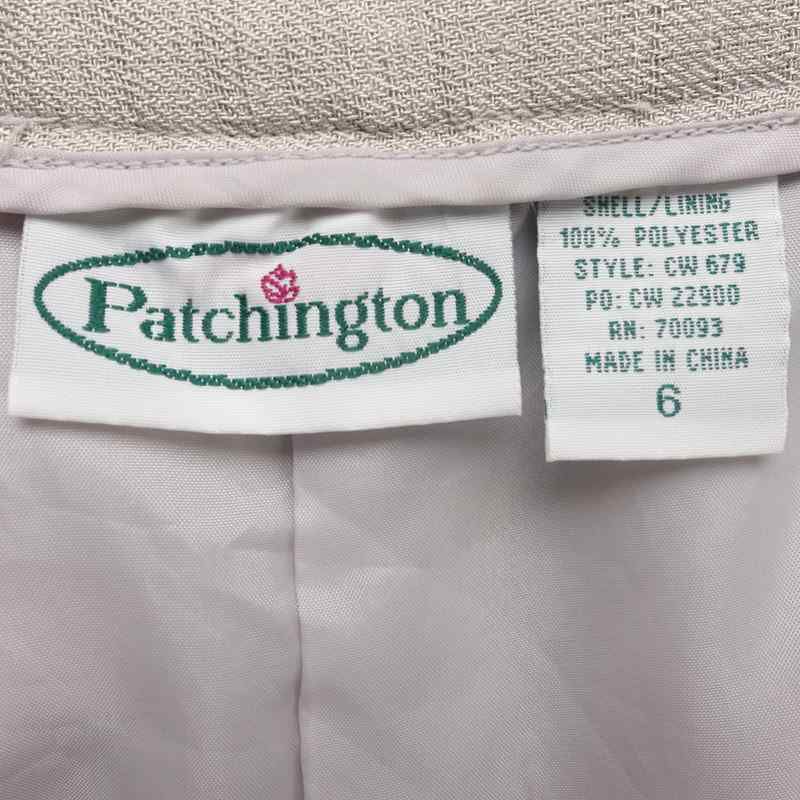 Patchington
SHELL/LINING
100% POLYESTER
STYLE: CW 679
PO: CW 22900
RN: 70093
MADE IN CHINA
6